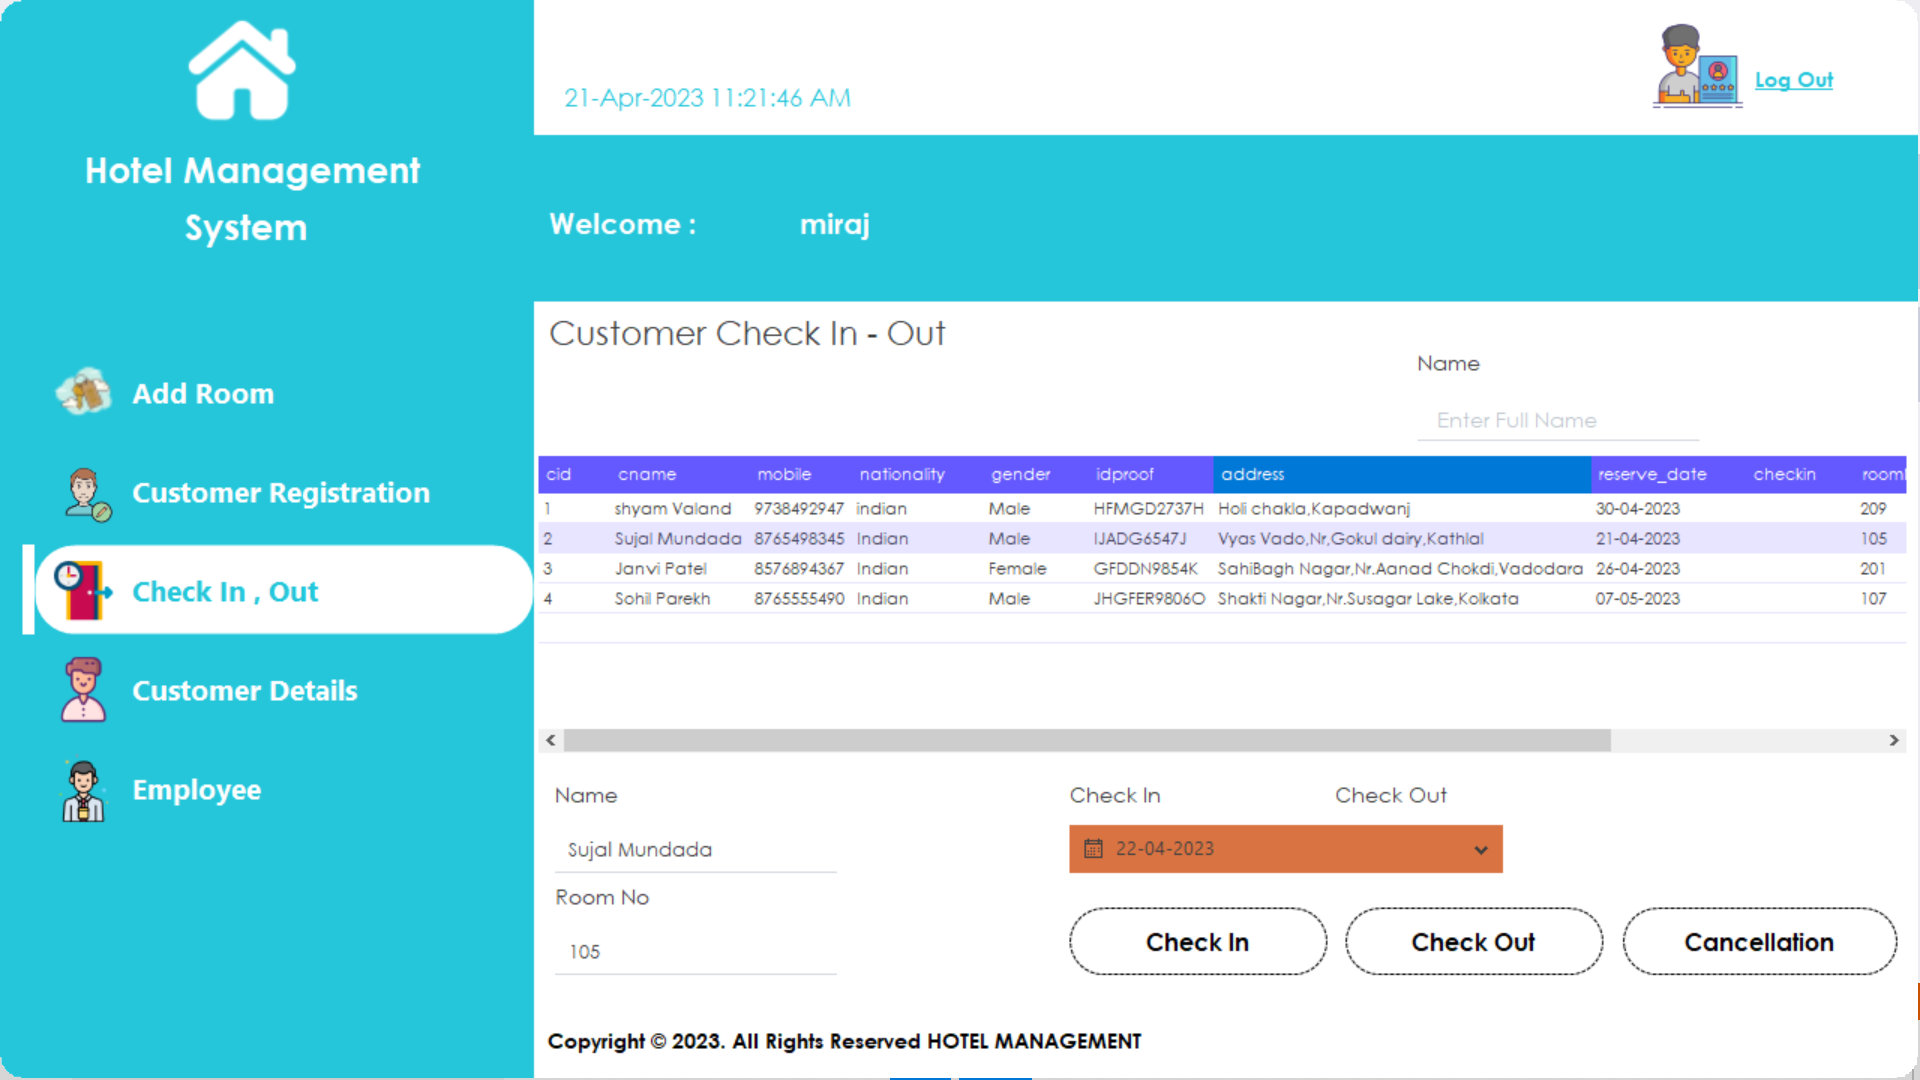 Hotel Management
System
Add Room
Customer Registration
Check In , Out
Customer Details
Employee
21-Apr-2023 11:21:46 AM
Log Out
Welcome : miraj
Customer Check In - Out
Name
Enter Full Name
cid cname mobile nationality gender idproof address reserve_date checkin room
1 shyam Valand 9738492947 indian Male HFMGD2737H Holi chakla,Kapadwanj 30-04-2023 209
2 Sujal Mundada 8765498345 Indian Male IJADG6547J Vyas Vado,Nr,Gokul dairy,Kathlal 21-04-2023 105
3 Janvi Patel 8576894367 Indian Female GFDDN9854K SahiBagh Nagar,Nr.Aanad Chokdi,Vadodara 26-04-2023 201
4 Sohil Parekh 8765555490 Indian Male JHGFER9806O Shakti Nagar,Nr.Susagar Lake,Kolkata 07-05-2023 107
Name
Sujal Mundada
Room No
105
Check In Check Out
22-04-2023
Check In Check Out Cancellation
Copyright © 2023. All Rights Reserved HOTEL MANAGEMENT